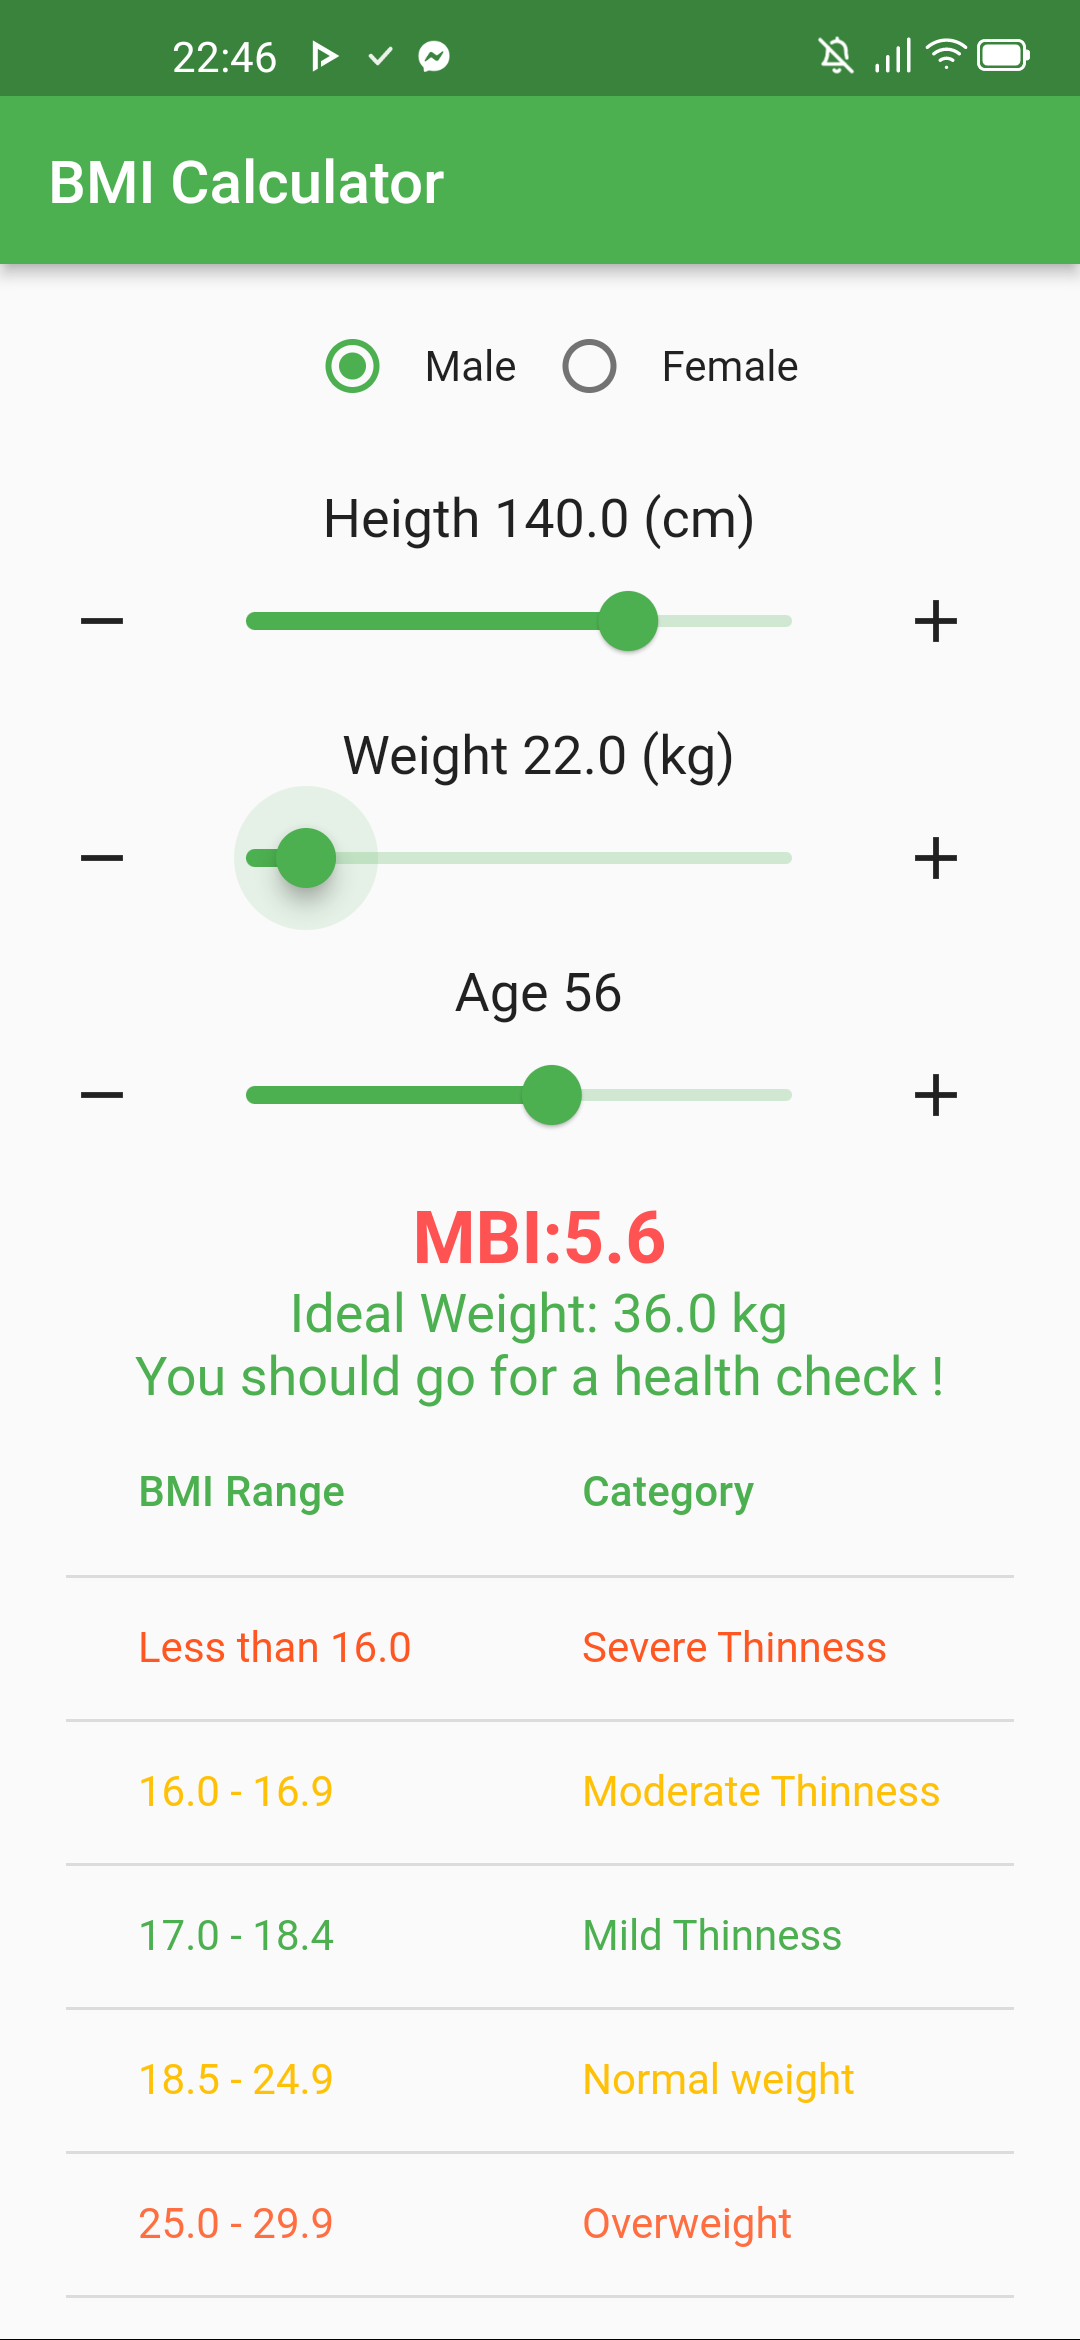 22:46
BMI Calculator
Male Female
Heigth 140.0 (cm)
Weight 22.0 (kg)
Age 56
MBI:5.6
Ideal Weight: 36.0 kg
You should go for a health check !
BMI Range Category
Less than 16.0 Severe Thinness
16.0 - 16.9 Moderate Thinness
17.0 - 18.4 Mild Thinness
18.5 - 24.9 Normal weight
25.0 - 29.9 Overweight